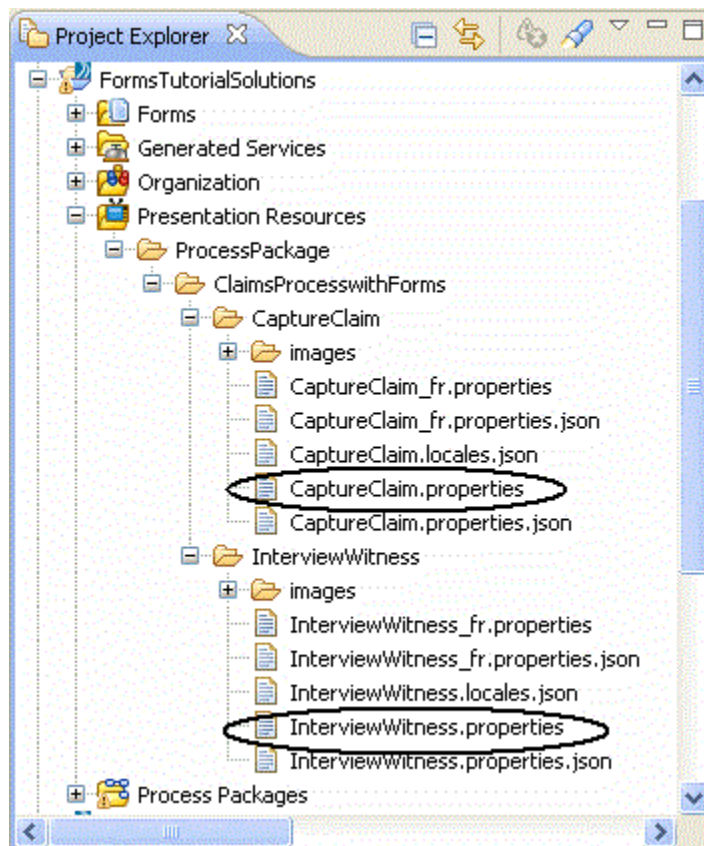 Project Explorer
FormsTutorialSolutions
Forms
Generated Services
Organization
Presentation Resources
ProcessPackage
ClaimsProcesswithForms
CaptureClaim
images
CaptureClaim_fr.properties
CaptureClaim_fr.properties.json
CaptureClaim.locales.json
CaptureClaim.properties
CaptureClaim.properties.json
InterviewWitness
images
InterviewWitness_fr.properties
InterviewWitness_fr.properties.json
InterviewWitness.locales.json
InterviewWitness.properties
InterviewWitness.properties.json
Process Packages